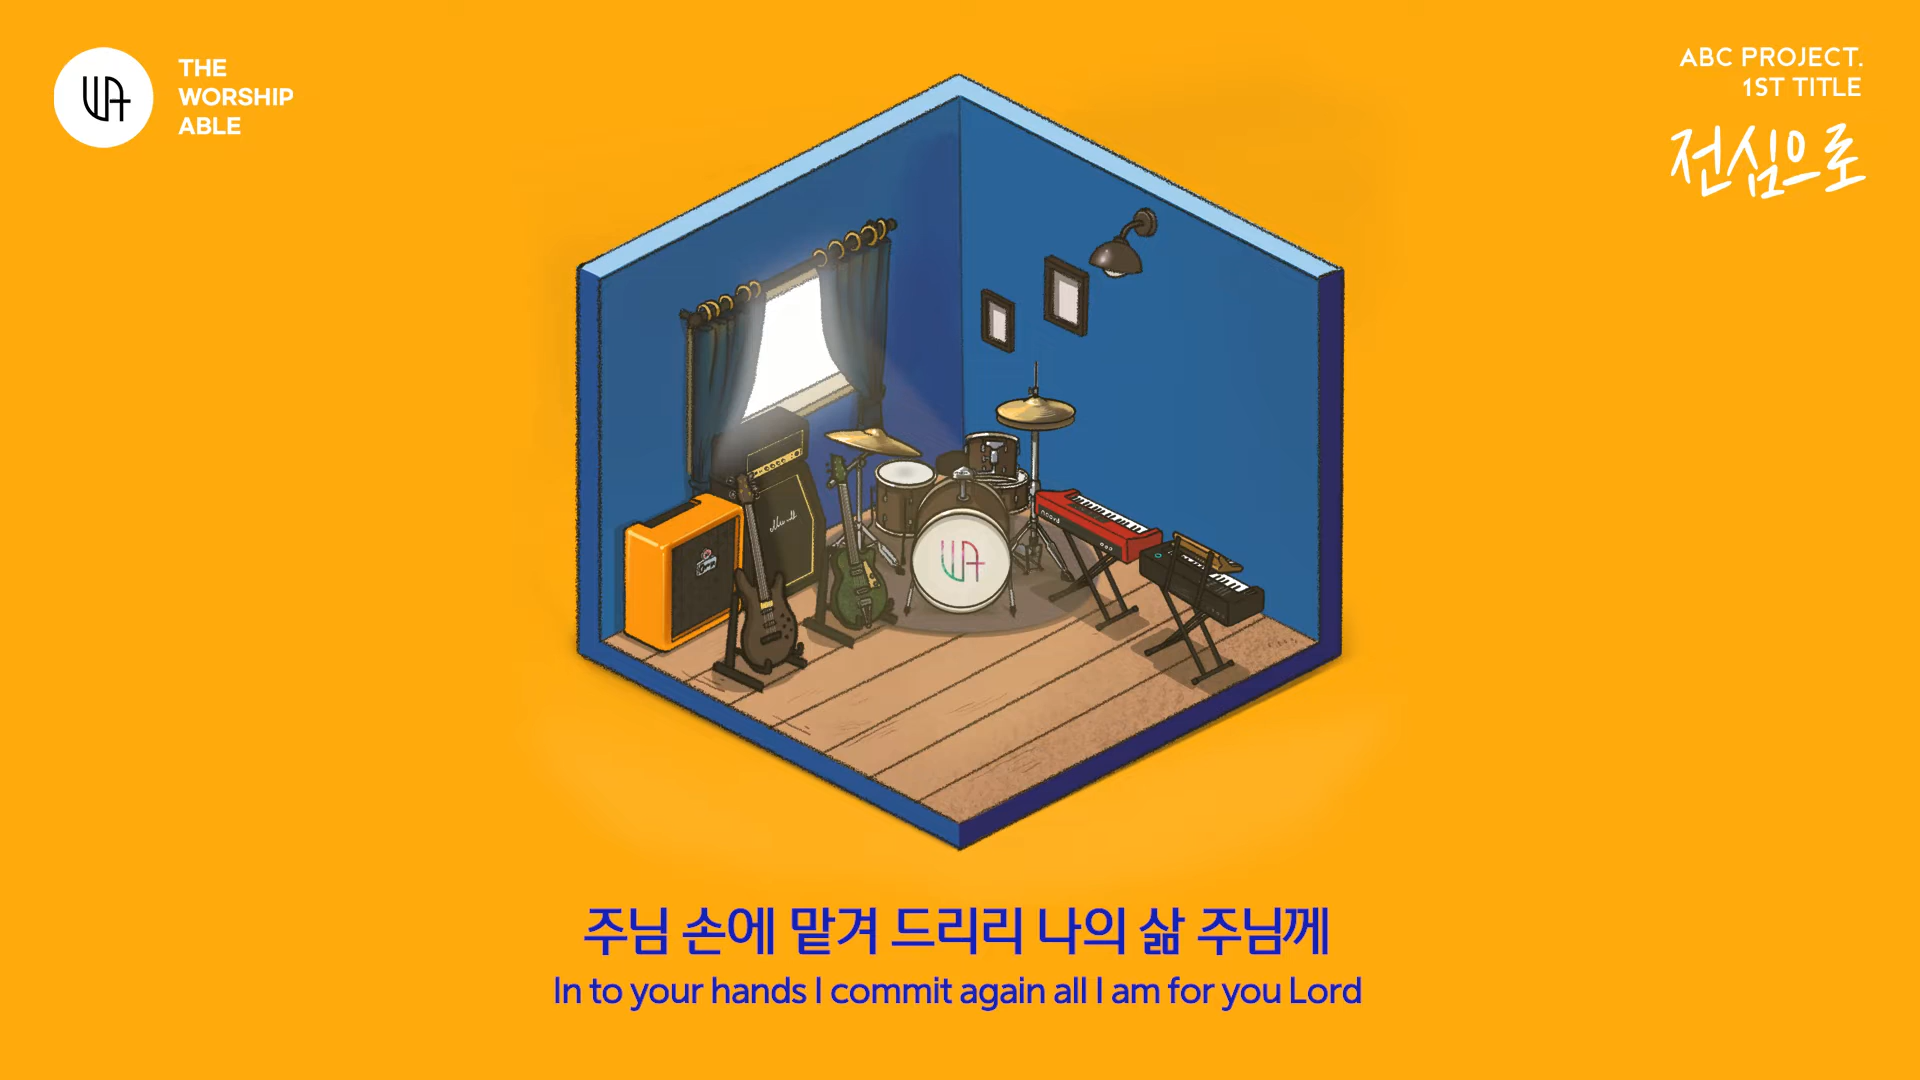 THE
WORSHIP
ABLE
ABC PROJECT.
1ST TITLE
전심으로
주님 손에 맡겨 드리리 나의 삶 주님께
In to your hands I commit again all I am for you Lord